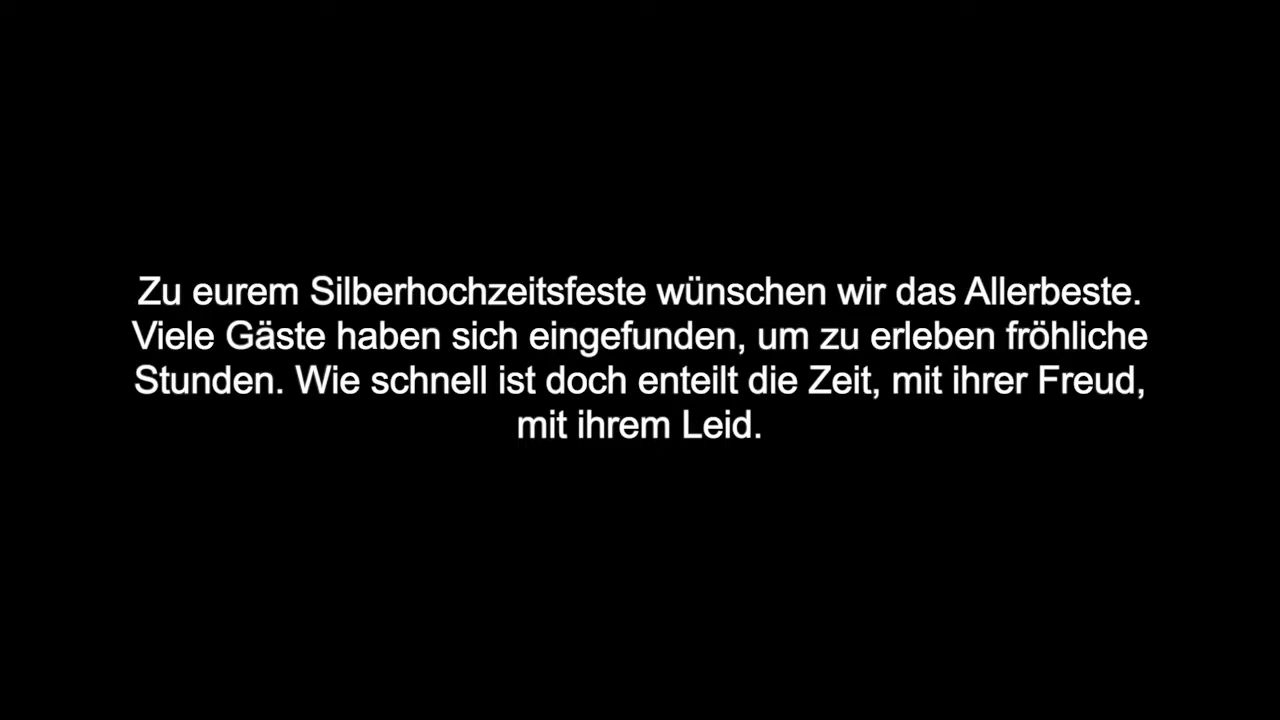 Zu eurem Silberhochzeitsfeste wünschen wir das Allerbeste.
Viele Gäste haben sich eingefunden, um zu erleben fröhliche
Stunden. Wie schnell ist doch enteilt die Zeit, mit ihrer Freud,
mit ihrem Leid.